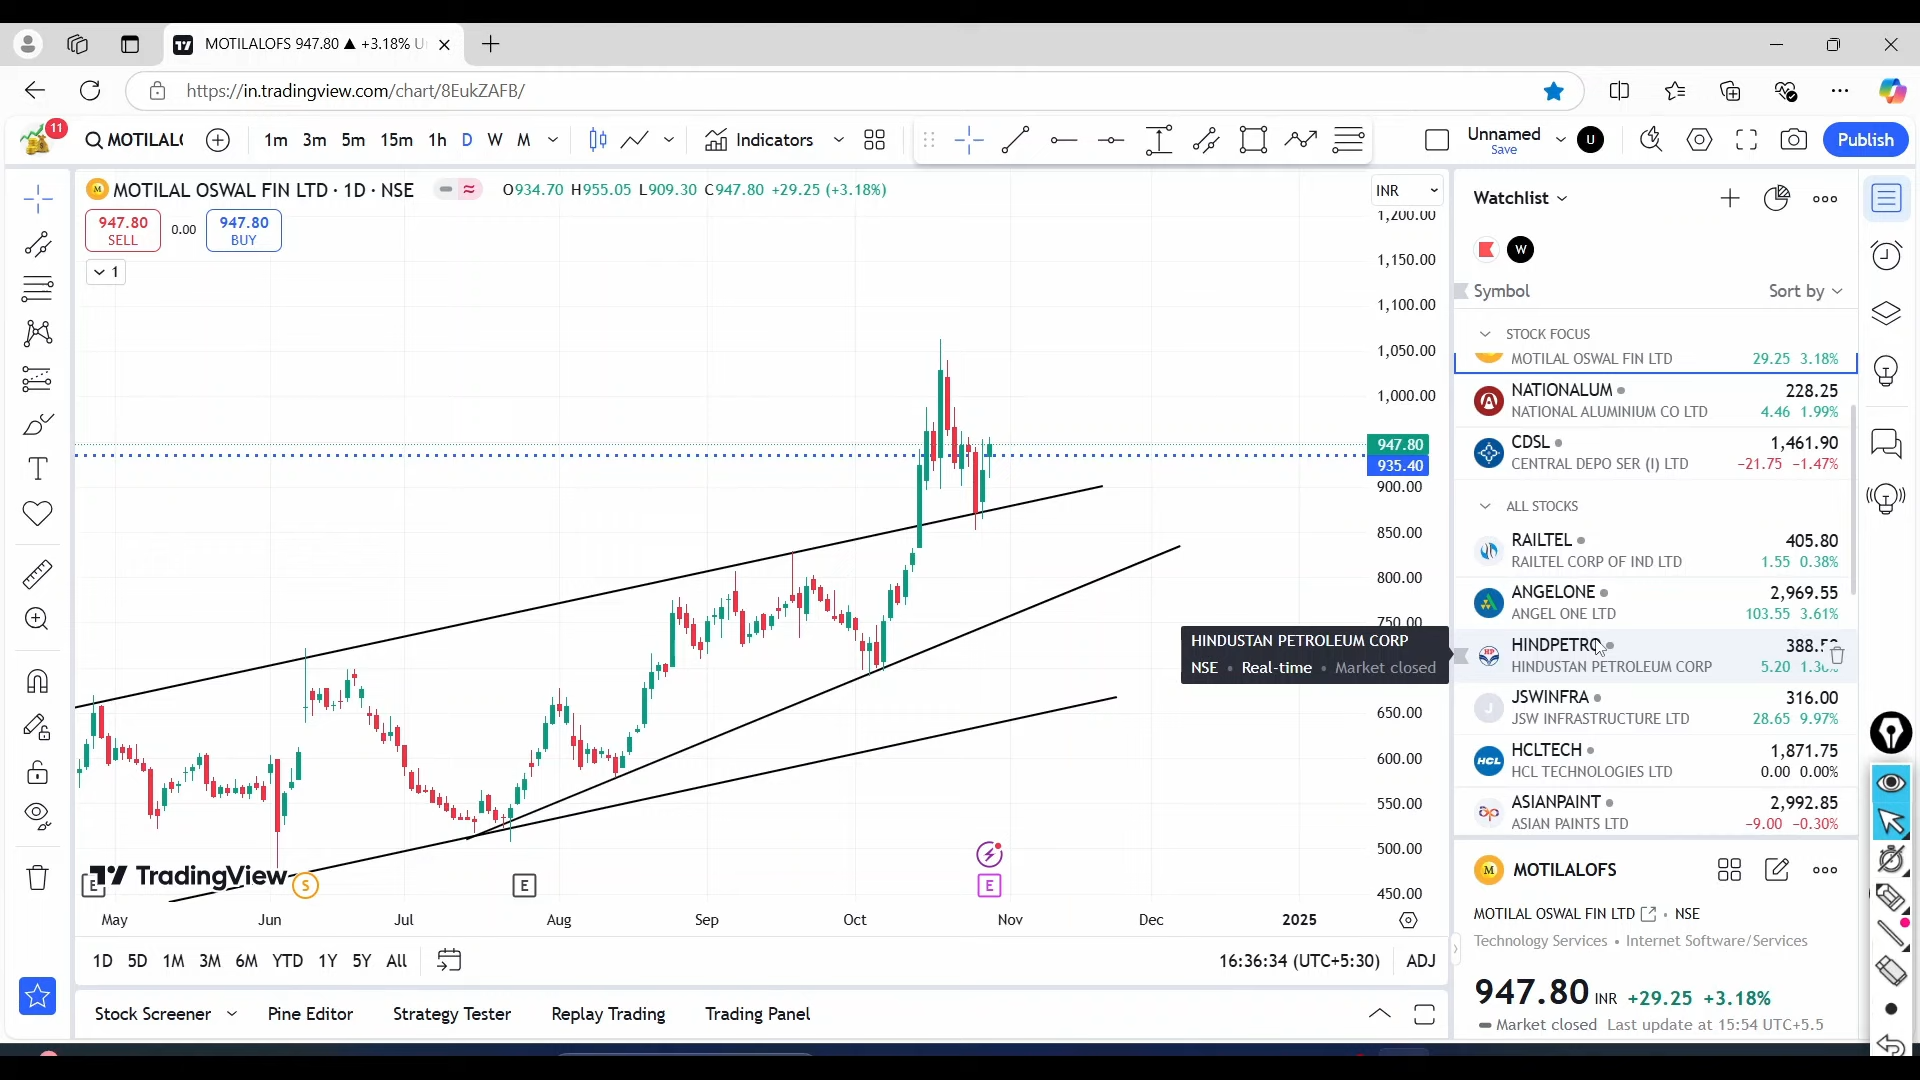 MOTILALOFS 947.80 ▲ +3.18%
https://in.tradingview.com/chart/8EukZAFB/
11
MOTILAL
1m 3m 5m 15m 1h D W M
Indicators
Unnamed
Save
U
Publish
M MOTILAL OSWAL FIN LTD · 1D · NSE
O934.70 H955.05 L909.30 C947.80 +29.25 (+3.18%)
INR
947.80
SELL
0.00
947.80
BUY
1
1,200.00
1,150.00
1,100.00
1,050.00
1,000.00
947.80
935.40
900.00
850.00
800.00
750.00
650.00
600.00
550.00
500.00
450.00
HINDUSTAN PETROLEUM CORP
NSE • Real-time • Market closed
TradingView
E
S
E
E
May Jun Jul Aug Sep Oct Nov Dec 2025
1D 5D 1M 3M 6M YTD 1Y 5Y All
16:36:34 (UTC+5:30) ADJ
Stock Screener Pine Editor Strategy Tester Replay Trading Trading Panel
Watchlist
W
Symbol Sort by
STOCK FOCUS
MOTILAL OSWAL FIN LTD 29.25 3.18%
NATIONALUM 228.25
NATIONAL ALUMINIUM CO LTD 4.46 1.99%
CDSL 1,461.90
CENTRAL DEPO SER (I) LTD −21.75 −1.47%
ALL STOCKS
RAILTEL 405.80
RAILTEL CORP OF IND LTD 1.55 0.38%
ANGELONE 2,969.55
ANGEL ONE LTD 103.55 3.61%
HP
HINDPETRO
HINDUSTAN PETROLEUM CORP 5.20
J
JSWINFRA 316.00
JSW INFRASTRUCTURE LTD 28.65 9.97%
HCL
HCLTECH 1,871.75
HCL TECHNOLOGIES LTD 0.00 0.00%
ap
ASIANPAINT 2,992.85
ASIAN PAINTS LTD −9.00 −0.30%
M MOTILALOFS
MOTILAL OSWAL FIN LTD • NSE
Technology Services • Internet Software/Services
947.80 INR +29.25 +3.18%
Market closed Last update at 15:54 UTC+5.5